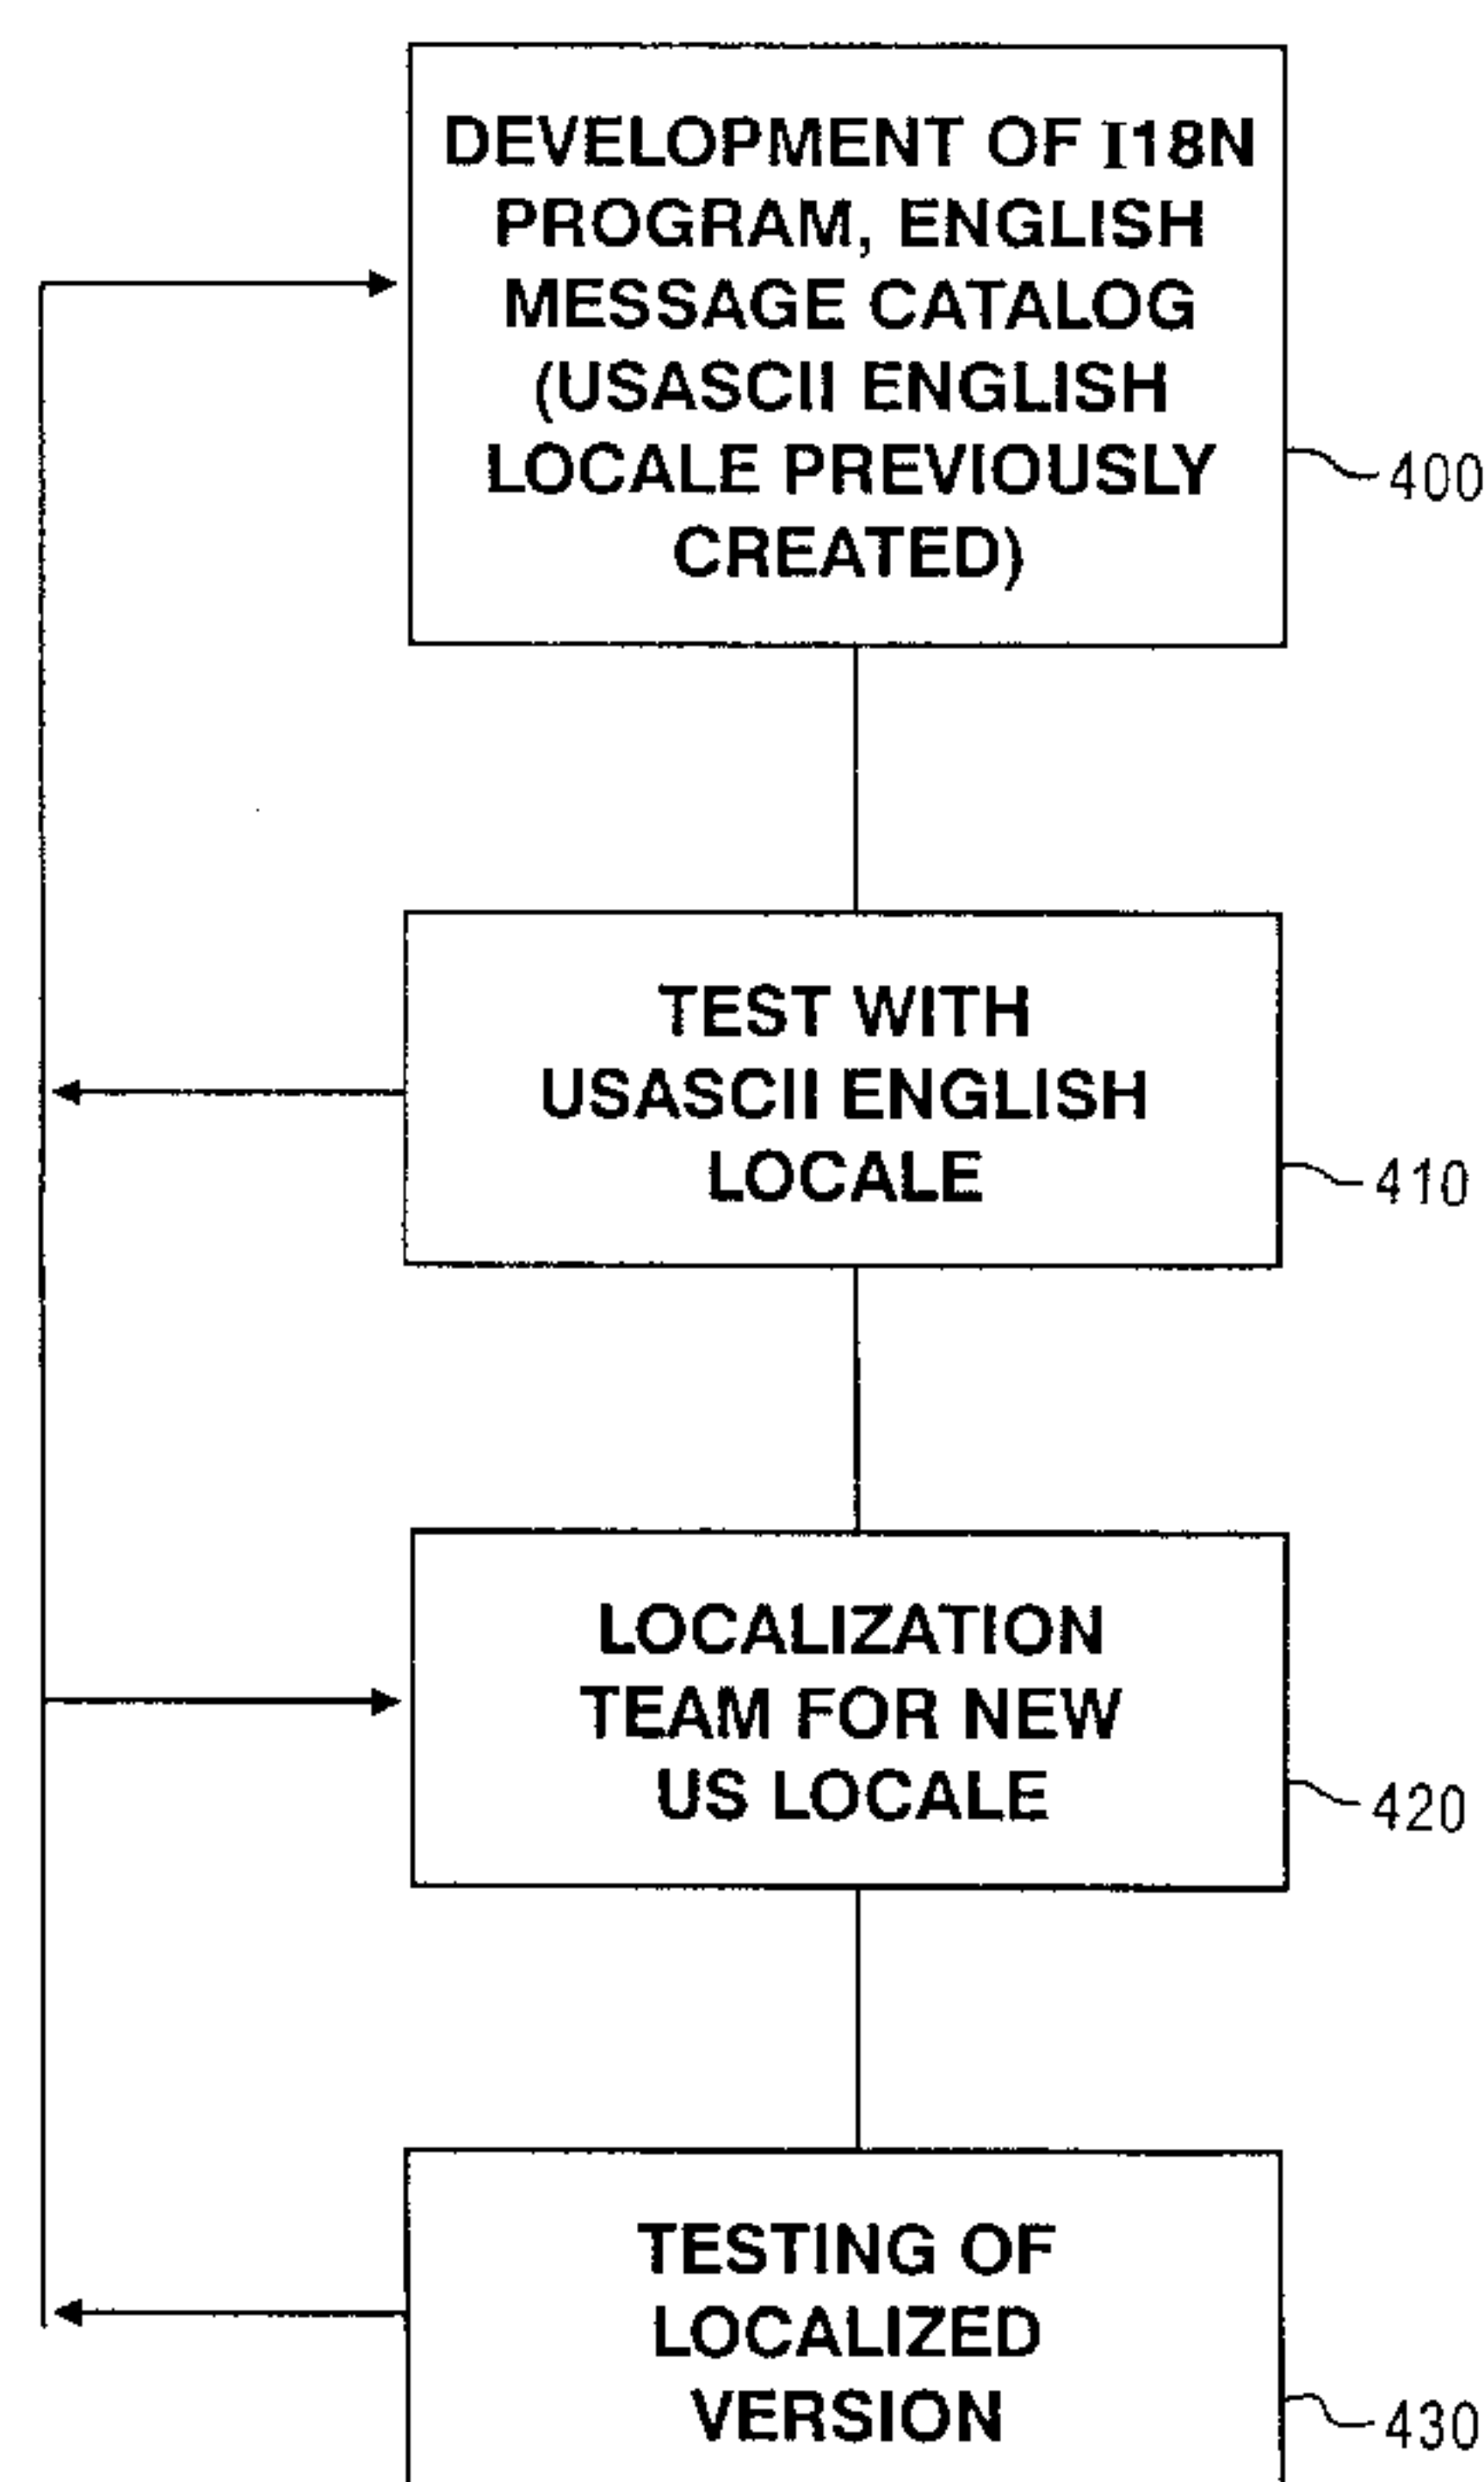 DEVELOPMENT OF I18N
PROGRAM, ENGLISH
MESSAGE CATALOG
(USASCII ENGLISH
LOCALE PREVIOUSLY
CREATED)
400
TEST WITH
USASCII ENGLISH
LOCALE
410
LOCALIZATION
TEAM FOR NEW
US LOCALE
420
TESTING OF
LOCALIZED
VERSION
430